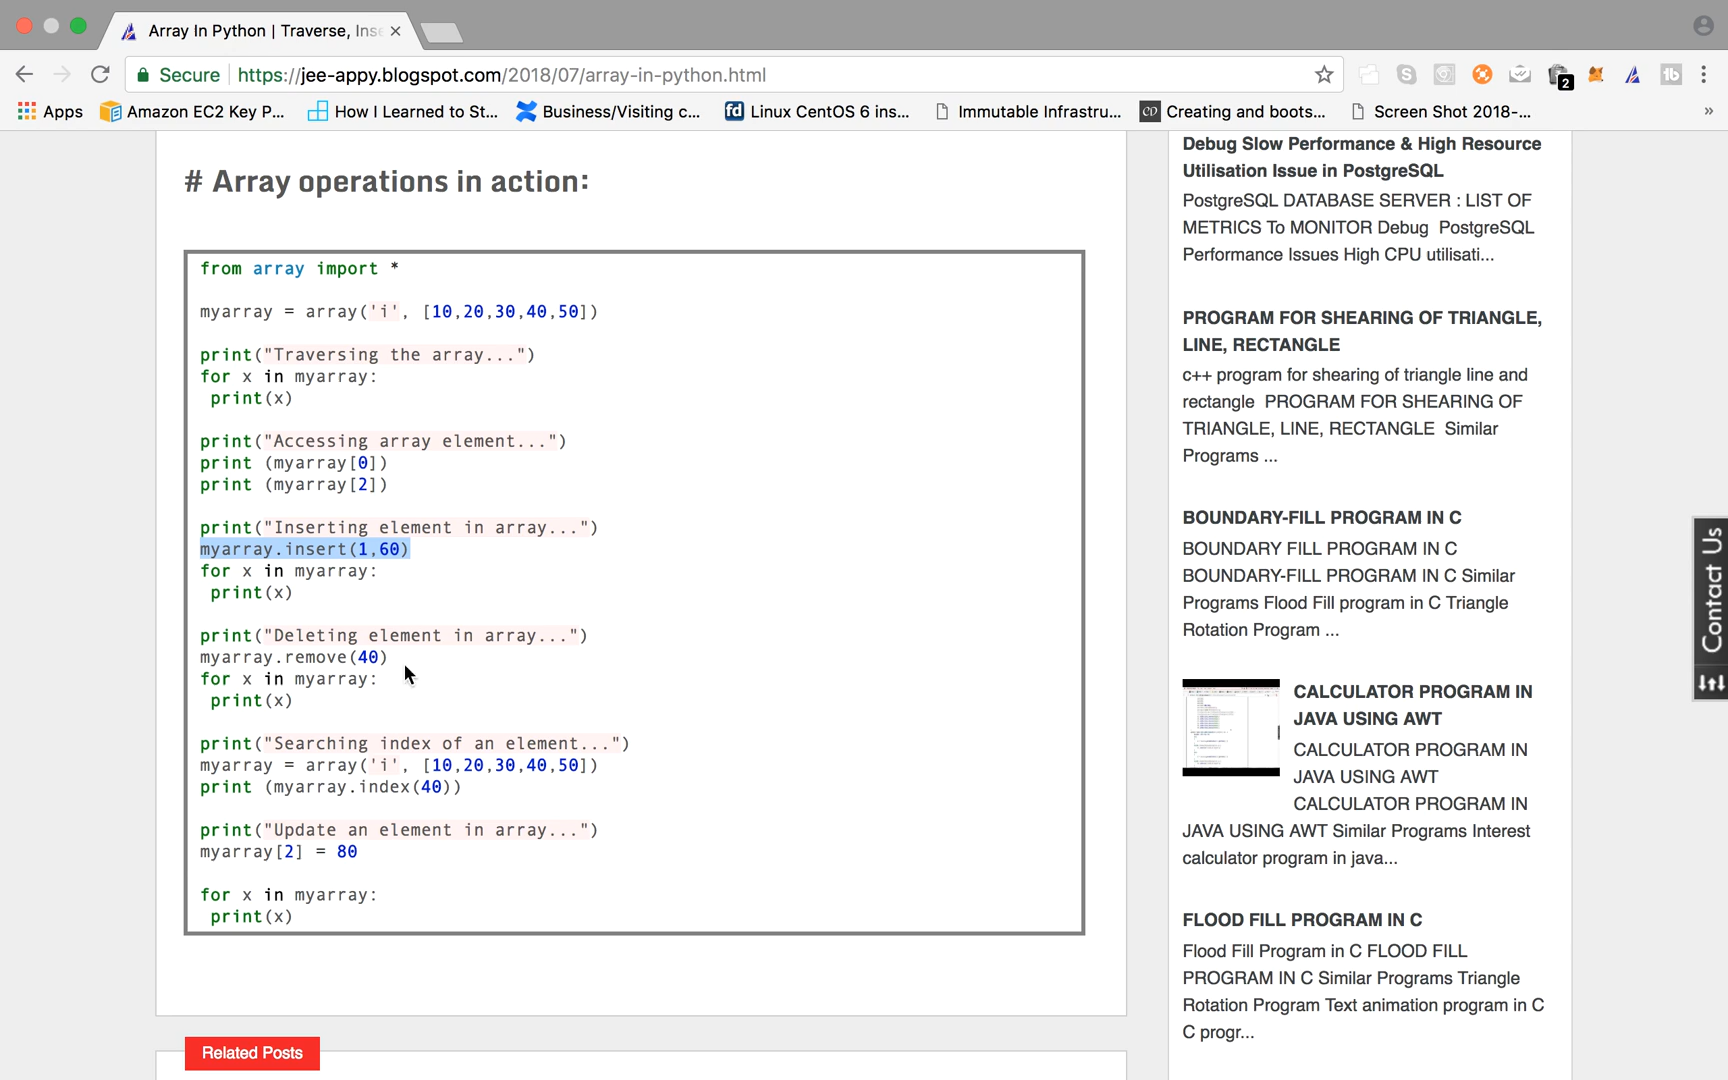 Array In Python | Traverse, Inse
Secure
https://jee-appy.blogspot.com/2018/07/array-in-python.html
2
Apps
Amazon EC2 Key P...
How I Learned to St...
Business/Visiting c...
fd
Linux CentOS 6 ins...
Immutable Infrastru...
Creating and boots...
Screen Shot 2018-...
»
# Array operations in action:
from array import *
myarray = array('i', [10,20,30,40,50])
print("Traversing the array...")
for x in myarray:
print(x)
print("Accessing array element...")
print (myarray[0])
print (myarray[2])
print("Inserting element in array...")
myarray.insert(1,60)
for x in myarray:
print(x)
print("Deleting element in array...")
myarray.remove(40)
for x in myarray:
print(x)
print("Searching index of an element...")
myarray = array('i', [10,20,30,40,50])
print (myarray.index(40))
print("Update an element in array...")
myarray[2] = 80
for x in myarray:
print(x)
Related Posts
Debug Slow Performance & High Resource
Utilisation Issue in PostgreSQL
PostgreSQL DATABASE SERVER : LIST OF
METRICS To MONITOR Debug PostgreSQL
Performance Issues High CPU utilisati...
PROGRAM FOR SHEARING OF TRIANGLE,
LINE, RECTANGLE
c++ program for shearing of triangle line and
rectangle PROGRAM FOR SHEARING OF
TRIANGLE, LINE, RECTANGLE Similar
Programs ...
BOUNDARY-FILL PROGRAM IN C
BOUNDARY FILL PROGRAM IN C
BOUNDARY-FILL PROGRAM IN C Similar
Programs Flood Fill program in C Triangle
Rotation Program ...
CALCULATOR PROGRAM IN
JAVA USING AWT
CALCULATOR PROGRAM IN
JAVA USING AWT
CALCULATOR PROGRAM IN
JAVA USING AWT Similar Programs Interest
calculator program in java...
FLOOD FILL PROGRAM IN C
Flood Fill Program in C FLOOD FILL
PROGRAM IN C Similar Programs Triangle
Rotation Program Text animation program in C
C progr...
Contact Us